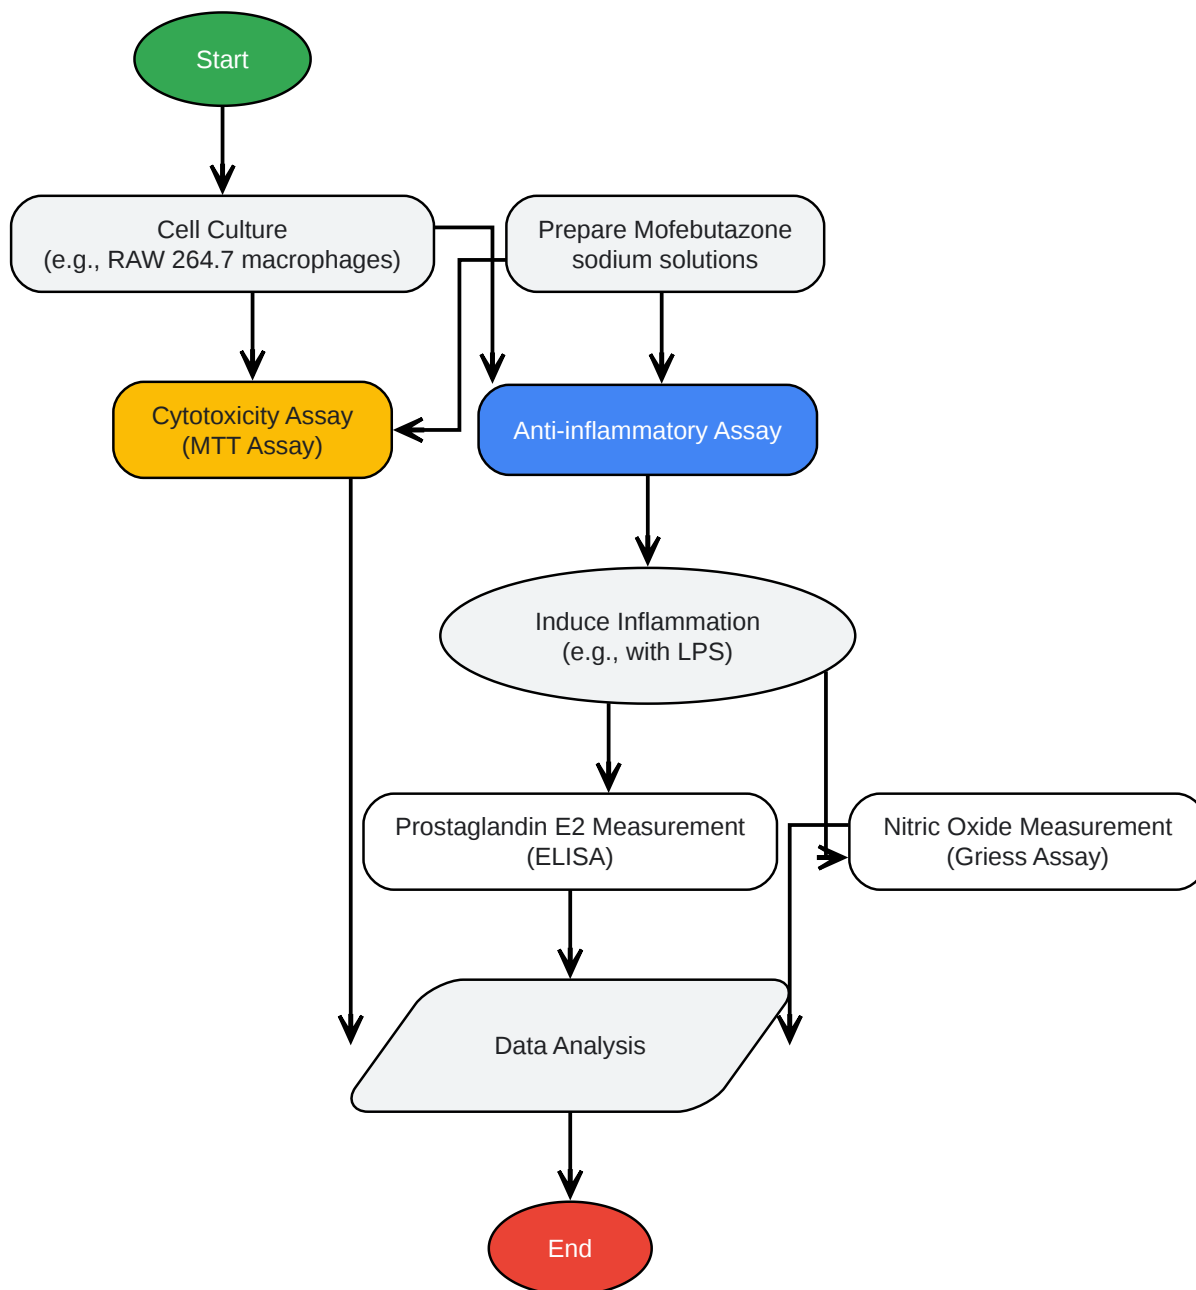 Start
Cell Culture
(e.g., RAW 264.7 macrophages)
Prepare Mofebutazone
sodium solutions
Cytotoxicity Assay
(MTT Assay)
Anti-inflammatory Assay
Induce Inflammation
(e.g., with LPS)
Prostaglandin E2 Measurement
(ELISA)
Nitric Oxide Measurement
(Griess Assay)
Data Analysis
End